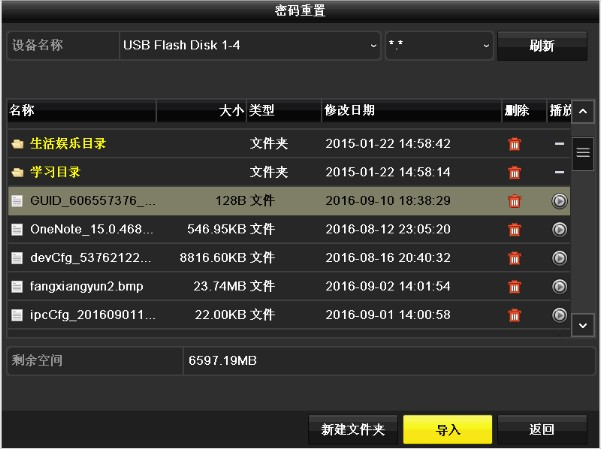 密码重置
设备名称 USB Flash Disk 1-4 *.* 刷新
名称 大小 类型 修改日期 删除 播放
生活娱乐目录 文件夹 2015-01-22 14:58:42
学习目录 文件夹 2015-01-22 14:58:14
GUID_606557376_... 128B 文件 2016-09-10 18:38:29
OneNote_15.0.468... 546.95KB 文件 2016-08-12 23:05:20
devCfg_53762122... 8816.60KB 文件 2016-08-16 20:40:32
fangxiangyun2.bmp 23.74MB 文件 2016-09-02 14:01:54
ipcCfg_201609011... 22.00KB 文件 2016-09-01 14:00:58
剩余空间 6597.19MB
新建文件夹 导入 返回